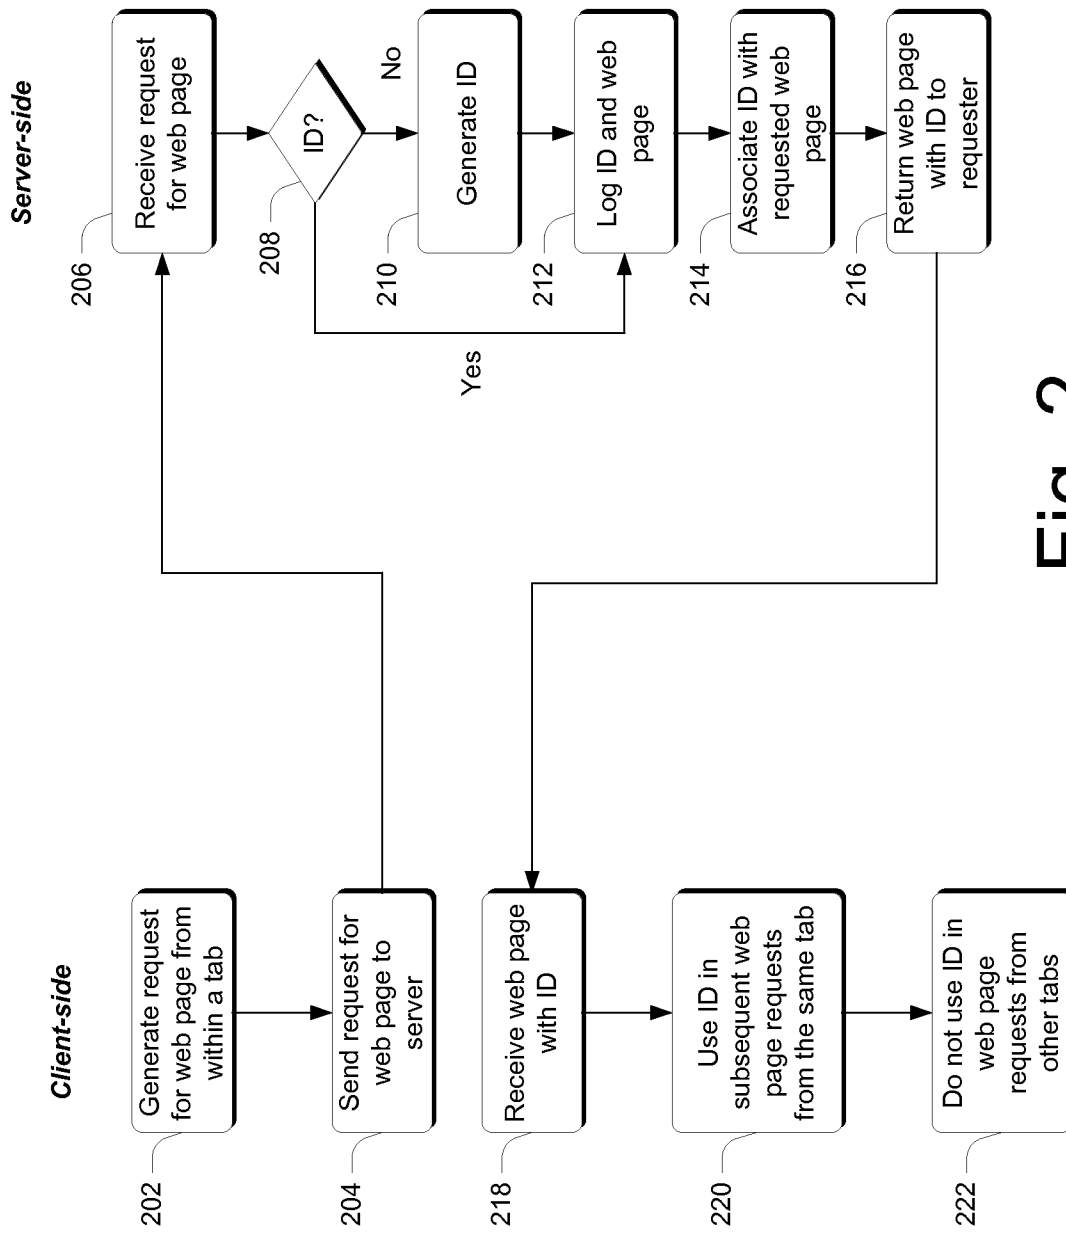 Client-side
202
Generate request
for web page from
within a tab
204
Send request for
web page to
server
218
Receive web page
with ID
220
Use ID in
subsequent web
page requests
from the same tab
222
Do not use ID in
web page
requests from
other tabs
Server-side
206
Receive request
for web page
208
ID?
No
Yes
210
Generate ID
212
Log ID and web
page
214
Associate ID with
requested web
page
216
Return web page
with ID to
requester
Fig. 2